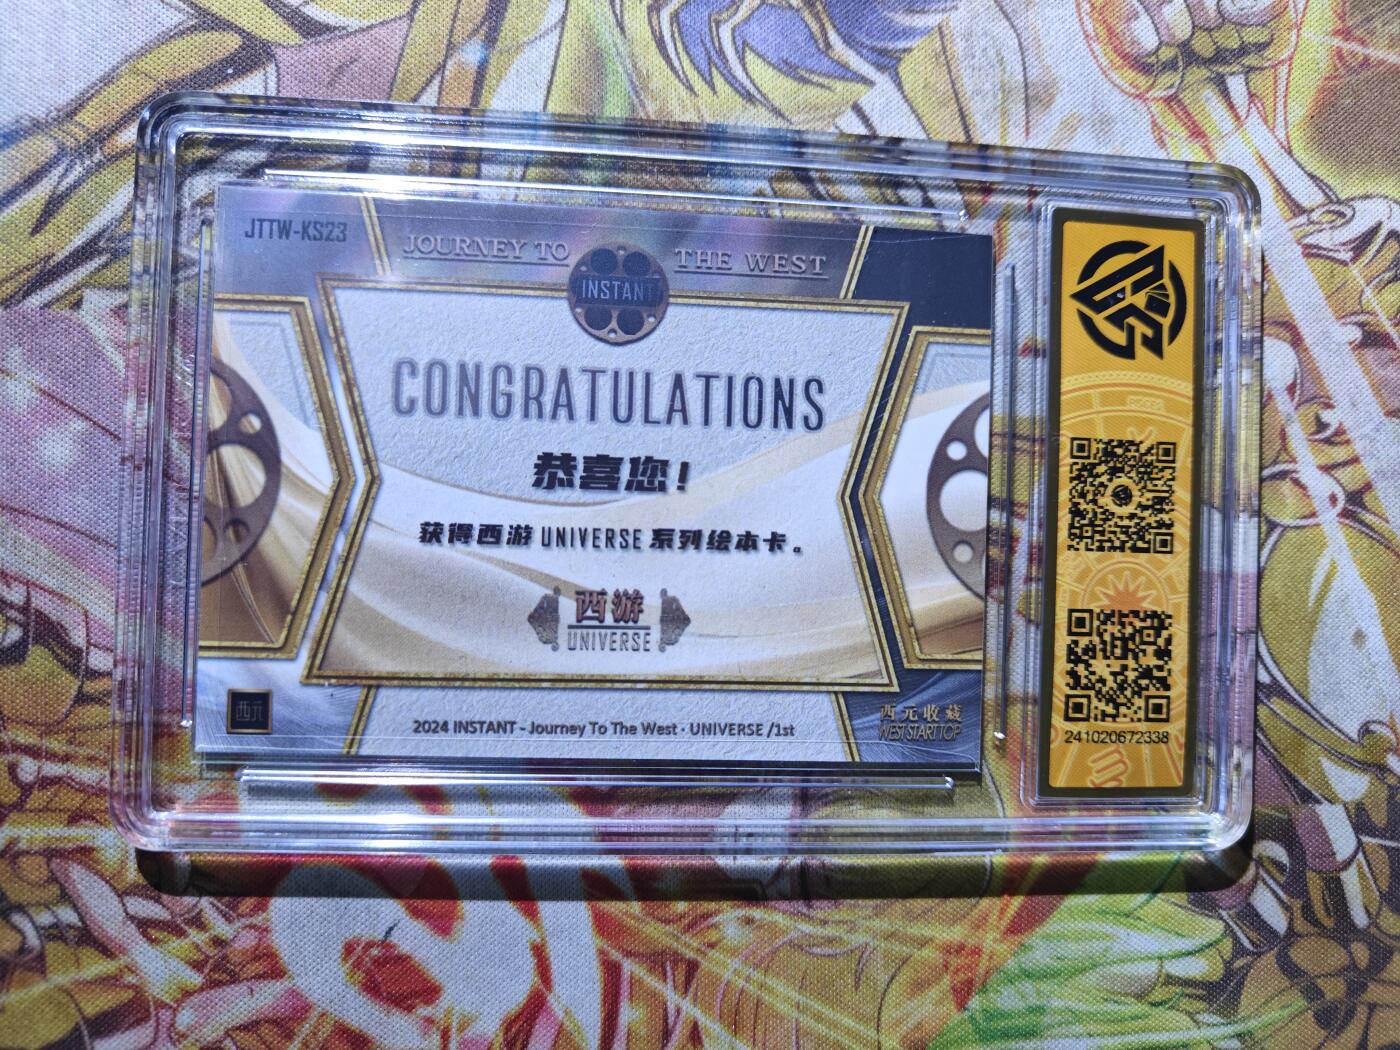 JTTW-KS23
JOURNEY TO THE WEST
INSTANT
CONGRATULATIONS
恭喜您！
获得西游 UNIVERSE 系列绘本卡。
西游
UNIVERSE
西元
2024 INSTANT - Journey To The West · UNIVERSE /1st
西元收藏
WEST START TOP
241020672338